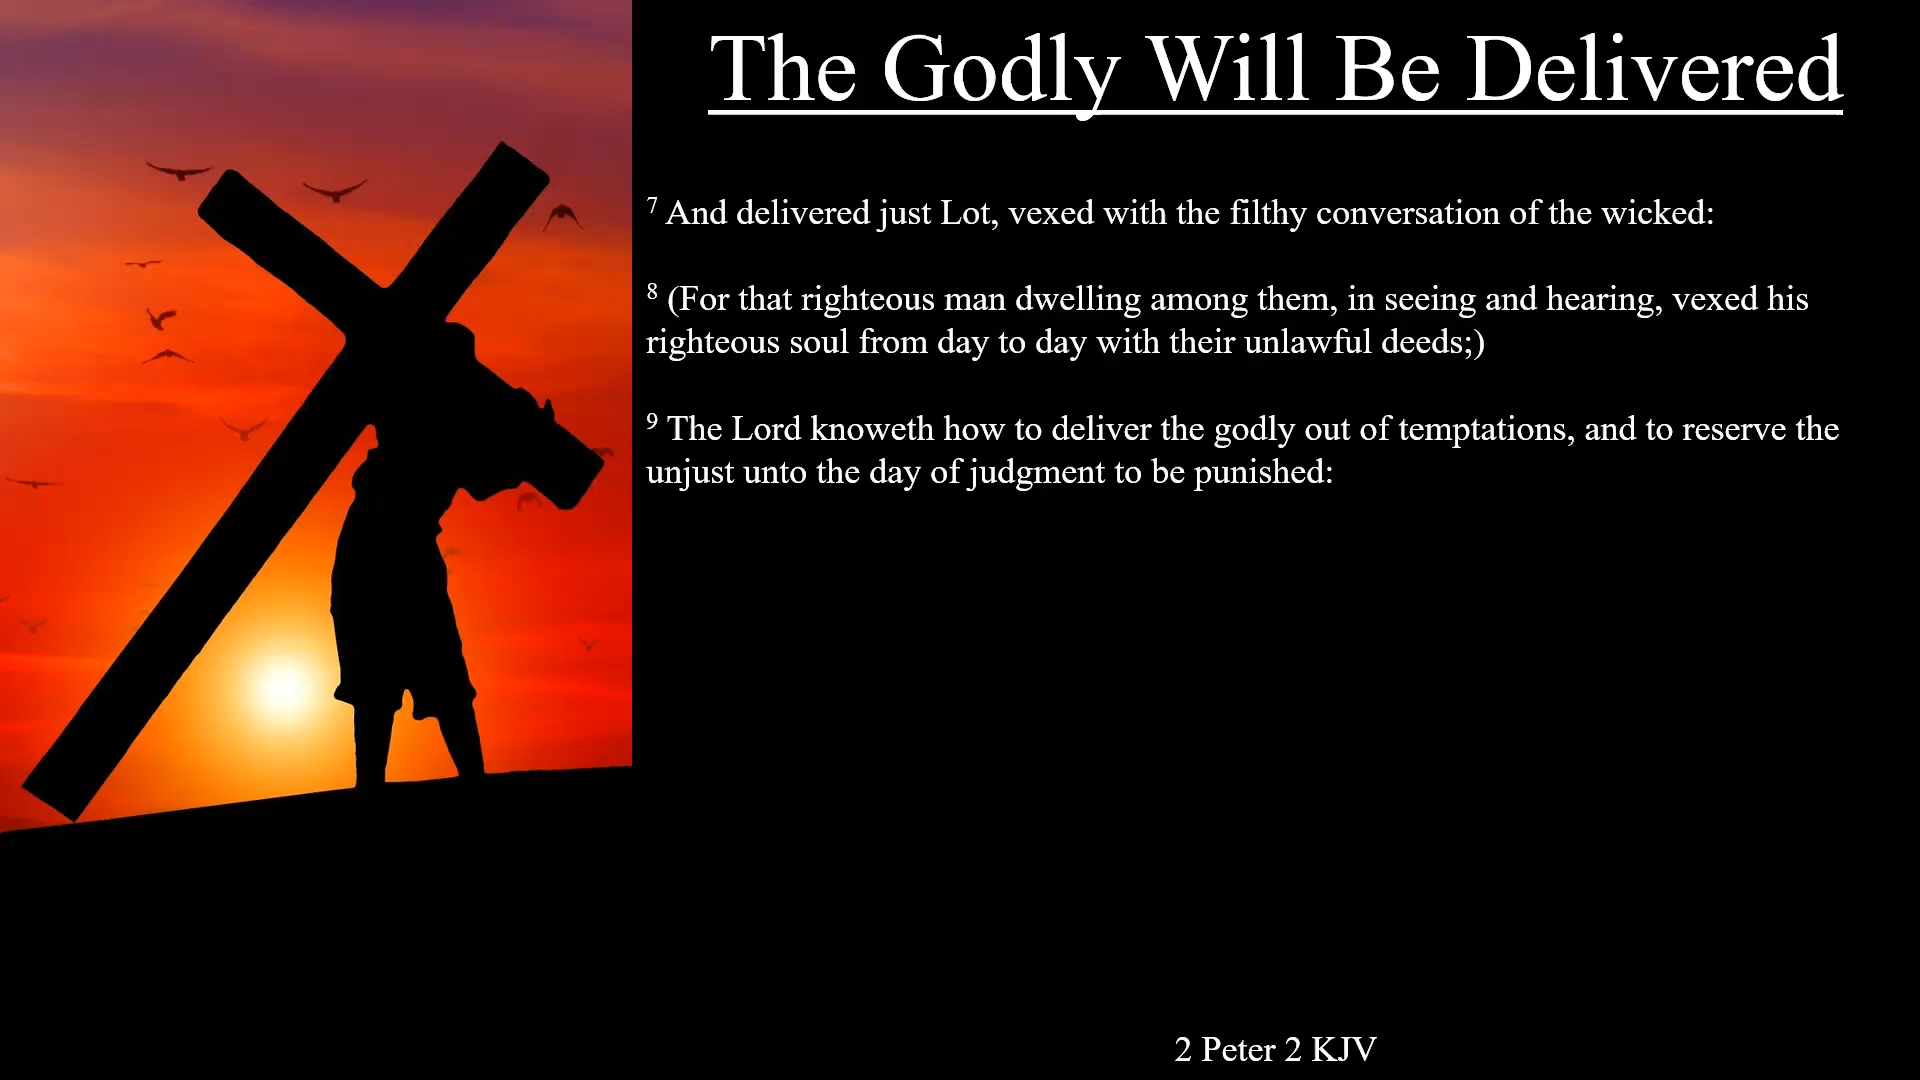 The Godly Will Be Delivered
7 And delivered just Lot, vexed with the filthy conversation of the wicked:
8 (For that righteous man dwelling among them, in seeing and hearing, vexed his
righteous soul from day to day with their unlawful deeds;)
9 The Lord knoweth how to deliver the godly out of temptations, and to reserve the
unjust unto the day of judgment to be punished:
2 Peter 2 KJV